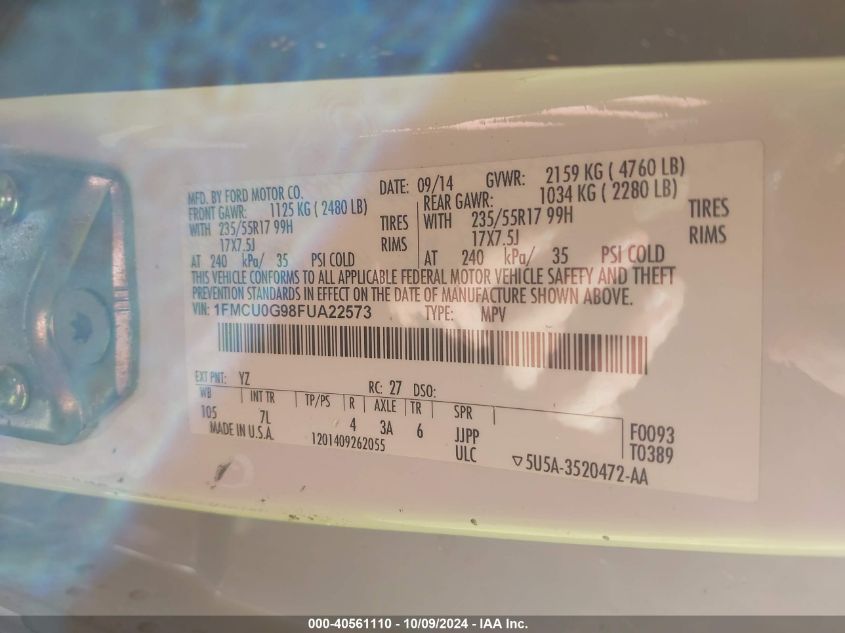 MFD. BY FORD MOTOR CO. DATE: 09/14 GVWR: 2159 KG ( 4760 LB)
FRONT GAWR: 1125 KG ( 2480 LB) REAR GAWR: 1034 KG ( 2280 LB)
WITH 235/55R17 99H TIRES WITH 235/55R17 99H TIRES
17X7.5J RIMS 17X7.5J RIMS
AT 240 kPa/ 35 PSI COLD AT 240 kPa/ 35 PSI COLD
THIS VEHICLE CONFORMS TO ALL APPLICABLE FEDERAL MOTOR VEHICLE SAFETY AND THEFT
PREVENTION STANDARDS IN EFFECT ON THE DATE OF MANUFACTURE SHOWN ABOVE.
VIN: 1FMCU0G98FUA22573 TYPE: MPV
EXT PNT: YZ RC: 27 DSO:
WB INT TR TP/PS R AXLE TR SPR
105 7L 4 3A 6 JJPP F0093
MADE IN U.S.A. 1201409262055 ULC T0389
5U5A-3520472-AA
000-40561110 - 10/09/2024 - IAA Inc.